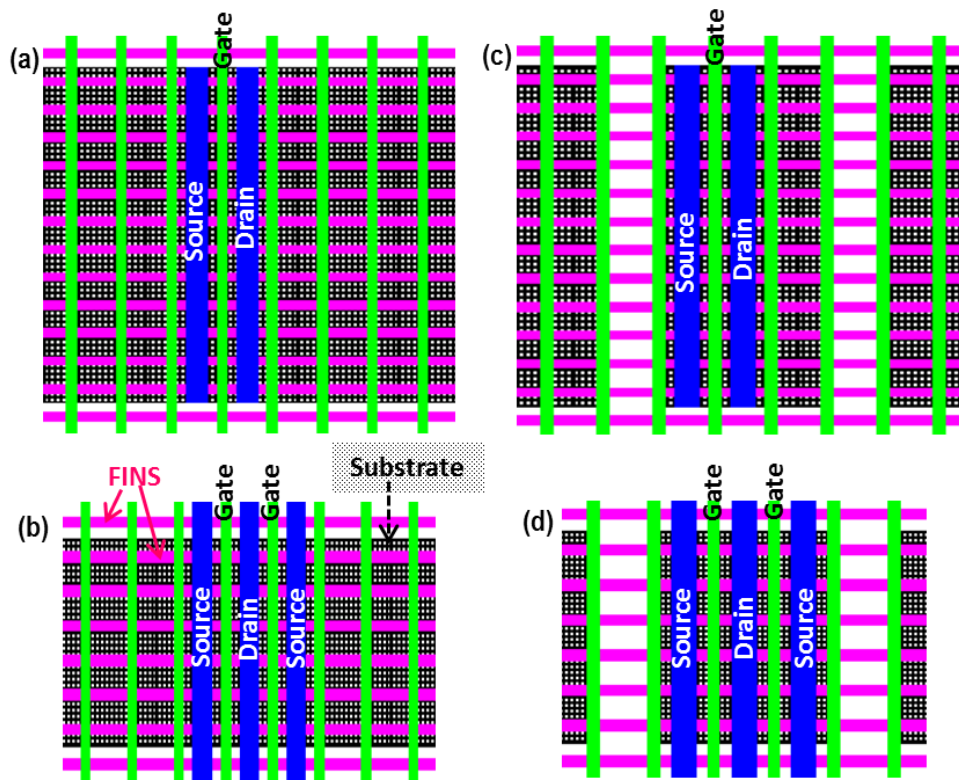 (a)
Gate
Source
Drain
(c)
Gate
Source
Drain
(b)
FINS
Gate
Gate
Substrate
Source
Drain
Source
(d)
Gate
Gate
Source
Drain
Source